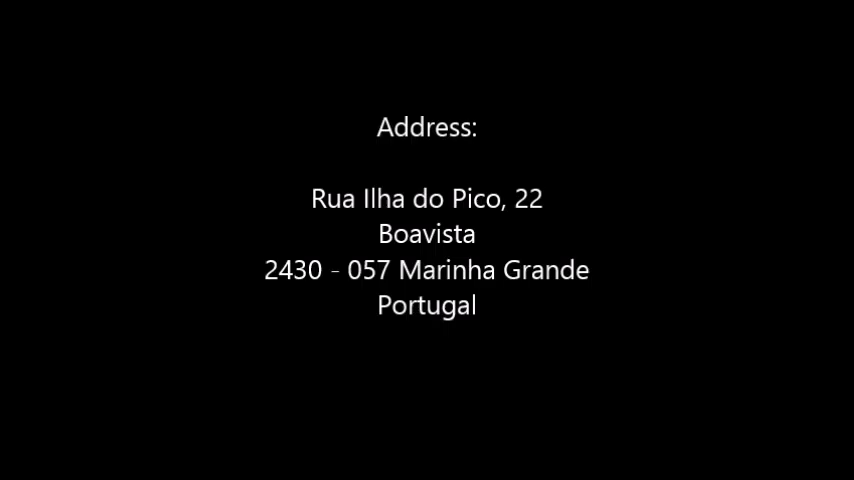 Address:
Rua Ilha do Pico, 22
Boavista
2430 - 057 Marinha Grande
Portugal